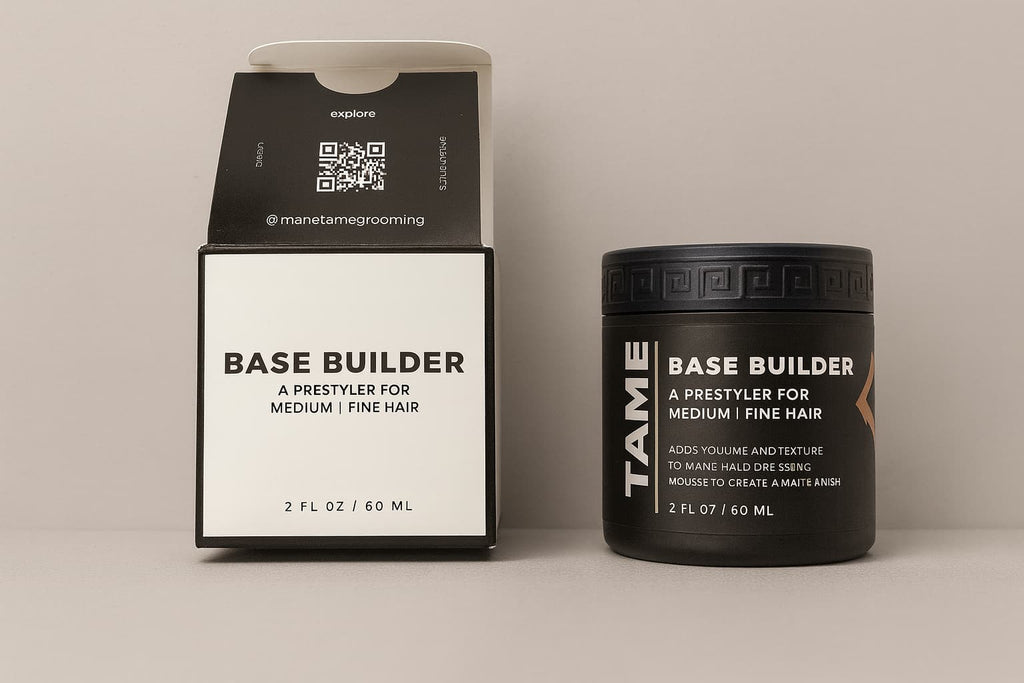 explore
@manetamegrooming
BASE BUILDER
A PRESTYLER FOR
MEDIUM | FINE HAIR
2 FL OZ / 60 ML
TAME
BASE BUILDER
A PRESTYLER FOR
MEDIUM | FINE HAIR
ADDS YOUUME AND TEXTURE
TO MANE HALD DRE
MOUSSE TO CREATE A MAITE ANISH
2 FL 07 / 60 ML